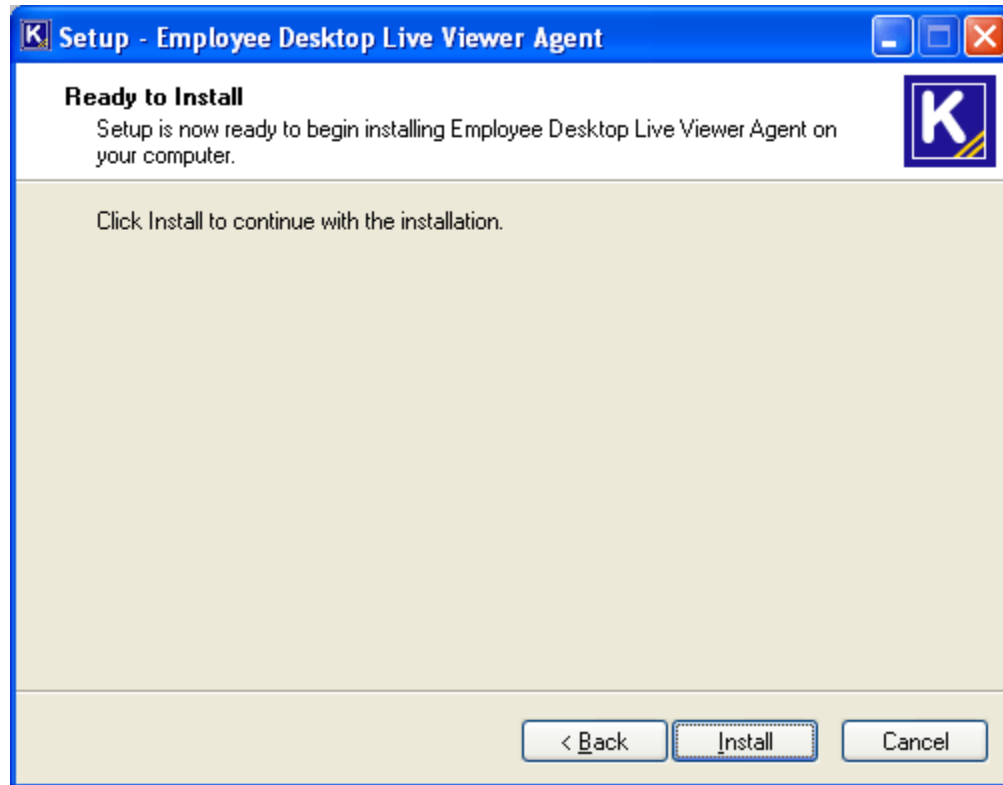 Setup - Employee Desktop Live Viewer Agent
Ready to Install
Setup is now ready to begin installing Employee Desktop Live Viewer Agent on
your computer.
K
Click Install to continue with the installation.
< Back
Install
Cancel